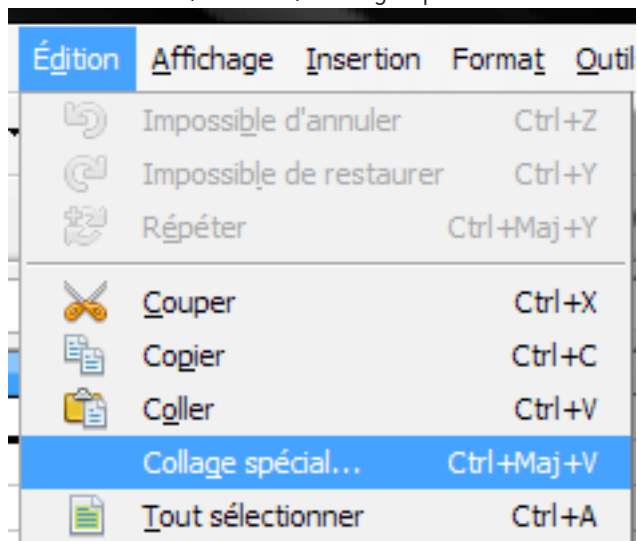 Édition Affichage Insertion Format Outil
Impossible d'annuler Ctrl+Z
Impossible de restaurer Ctrl+Y
Répéter Ctrl+Maj+Y
Couper Ctrl+X
Copier Ctrl+C
Coller Ctrl+V
Collage spécial... Ctrl+Maj+V
Tout sélectionner Ctrl+A